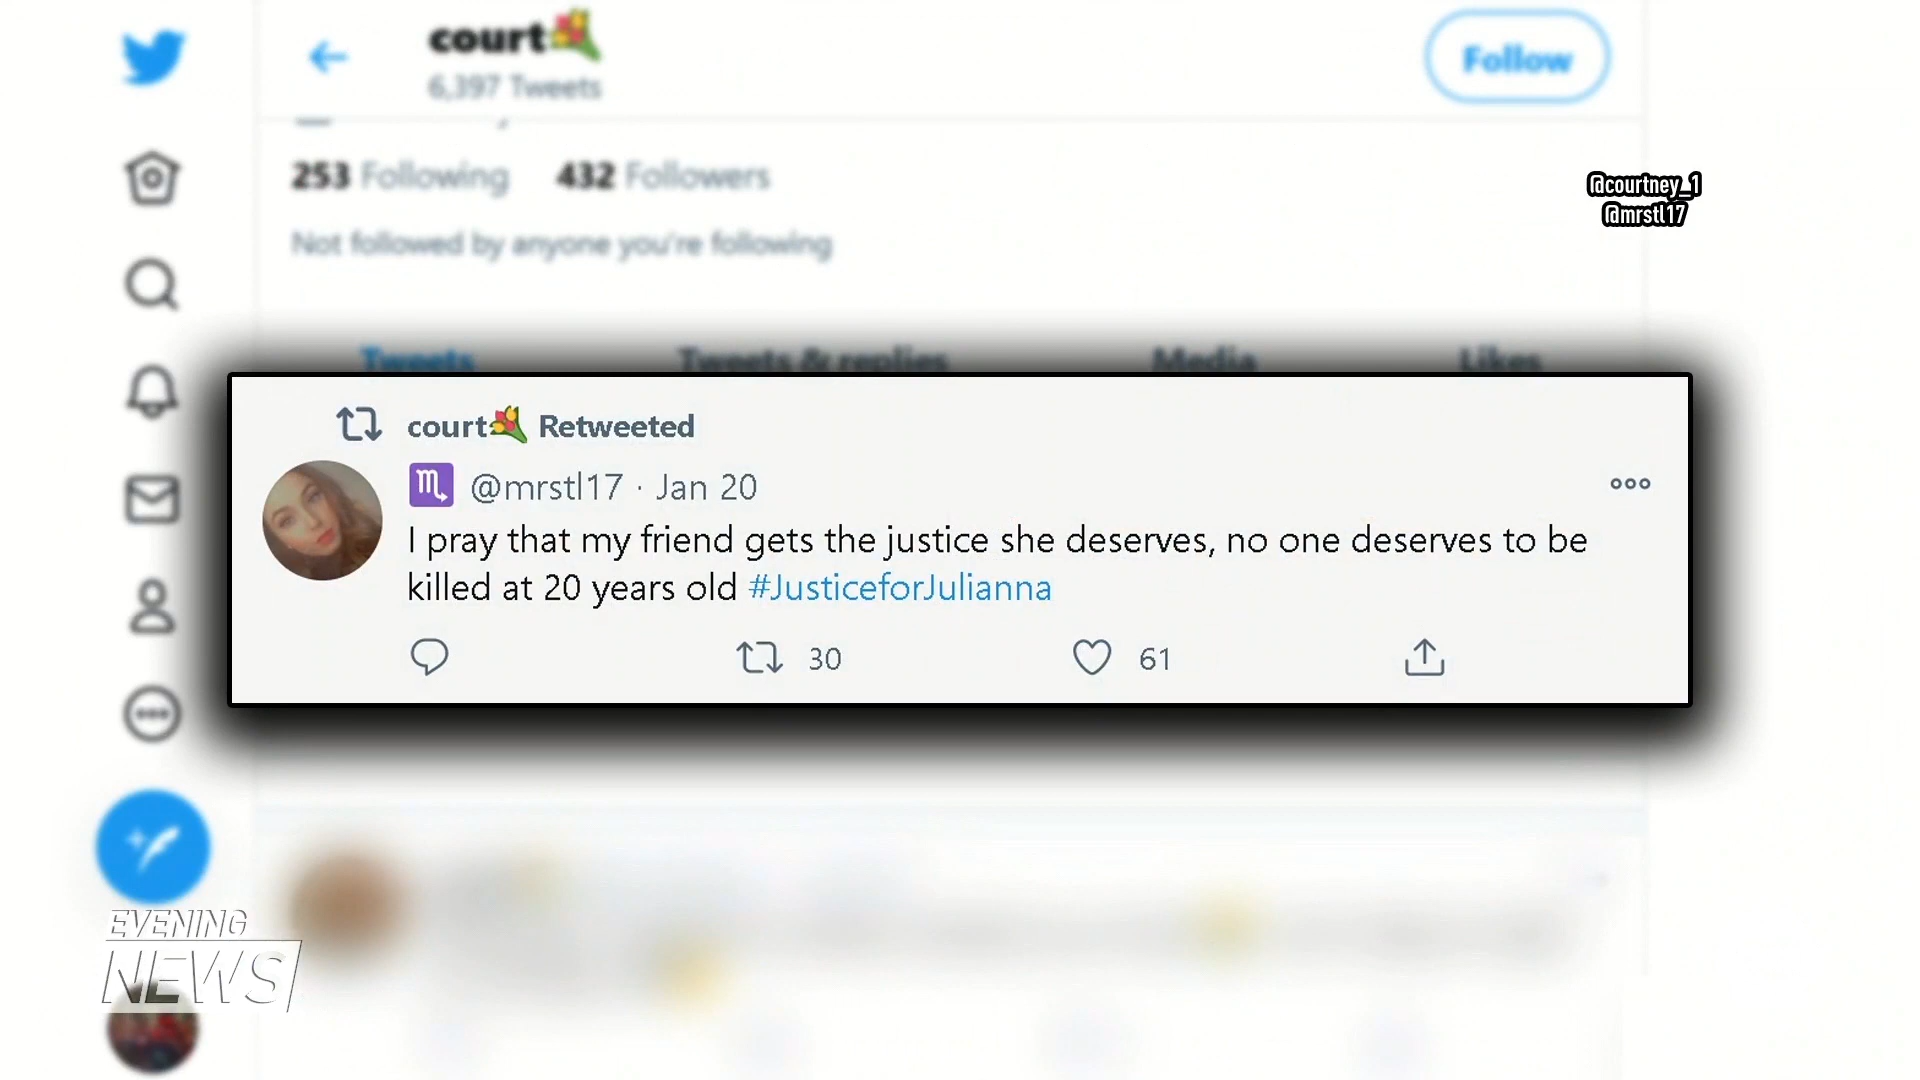 court
6,397 Tweets
Follow
253 Following 432 Followers
Not followed by anyone you're following
@courtney_1
@mrstl17
Tweets Tweets & replies Media Likes
court Retweeted
@mrstl17 · Jan 20
I pray that my friend gets the justice she deserves, no one deserves to be
killed at 20 years old #JusticeforJulianna
30 61
EVENING
NEWS